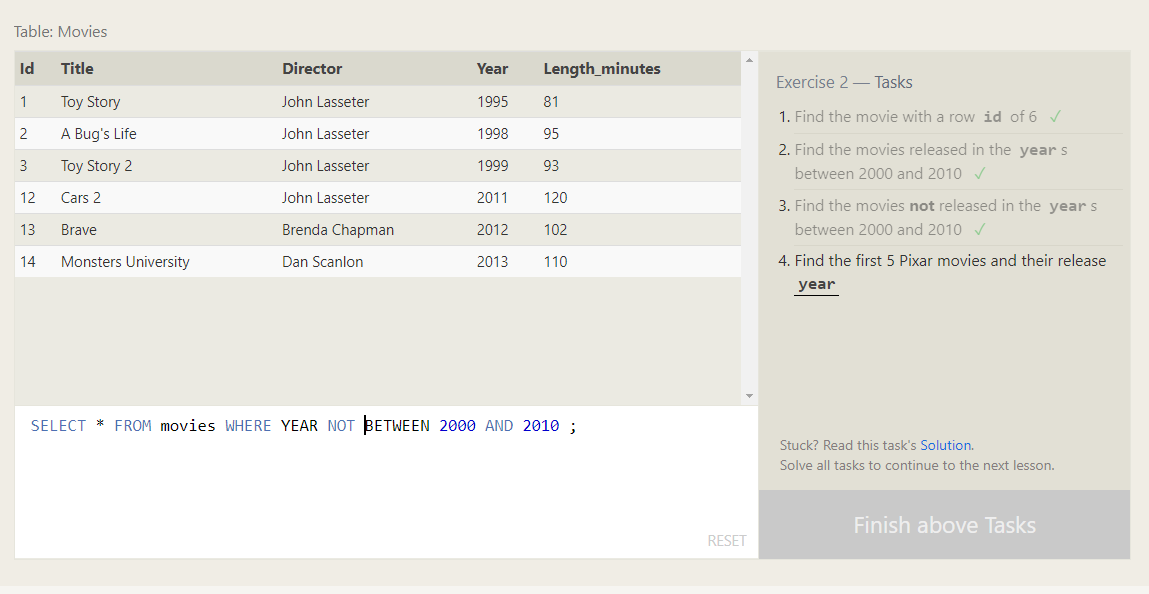 Table: Movies
Id Title Director Year Length_minutes
1 Toy Story John Lasseter 1995 81
2 A Bug's Life John Lasseter 1998 95
3 Toy Story 2 John Lasseter 1999 93
12 Cars 2 John Lasseter 2011 120
13 Brave Brenda Chapman 2012 102
14 Monsters University Dan Scanlon 2013 110
SELECT * FROM movies WHERE YEAR NOT BETWEEN 2000 AND 2010 ;
RESET
Exercise 2 — Tasks
1. Find the movie with a row id of 6 ✓
2. Find the movies released in the year s
between 2000 and 2010 ✓
3. Find the movies not released in the year s
between 2000 and 2010 ✓
4. Find the first 5 Pixar movies and their release
year
Stuck? Read this task's Solution.
Solve all tasks to continue to the next lesson.
Finish above Tasks